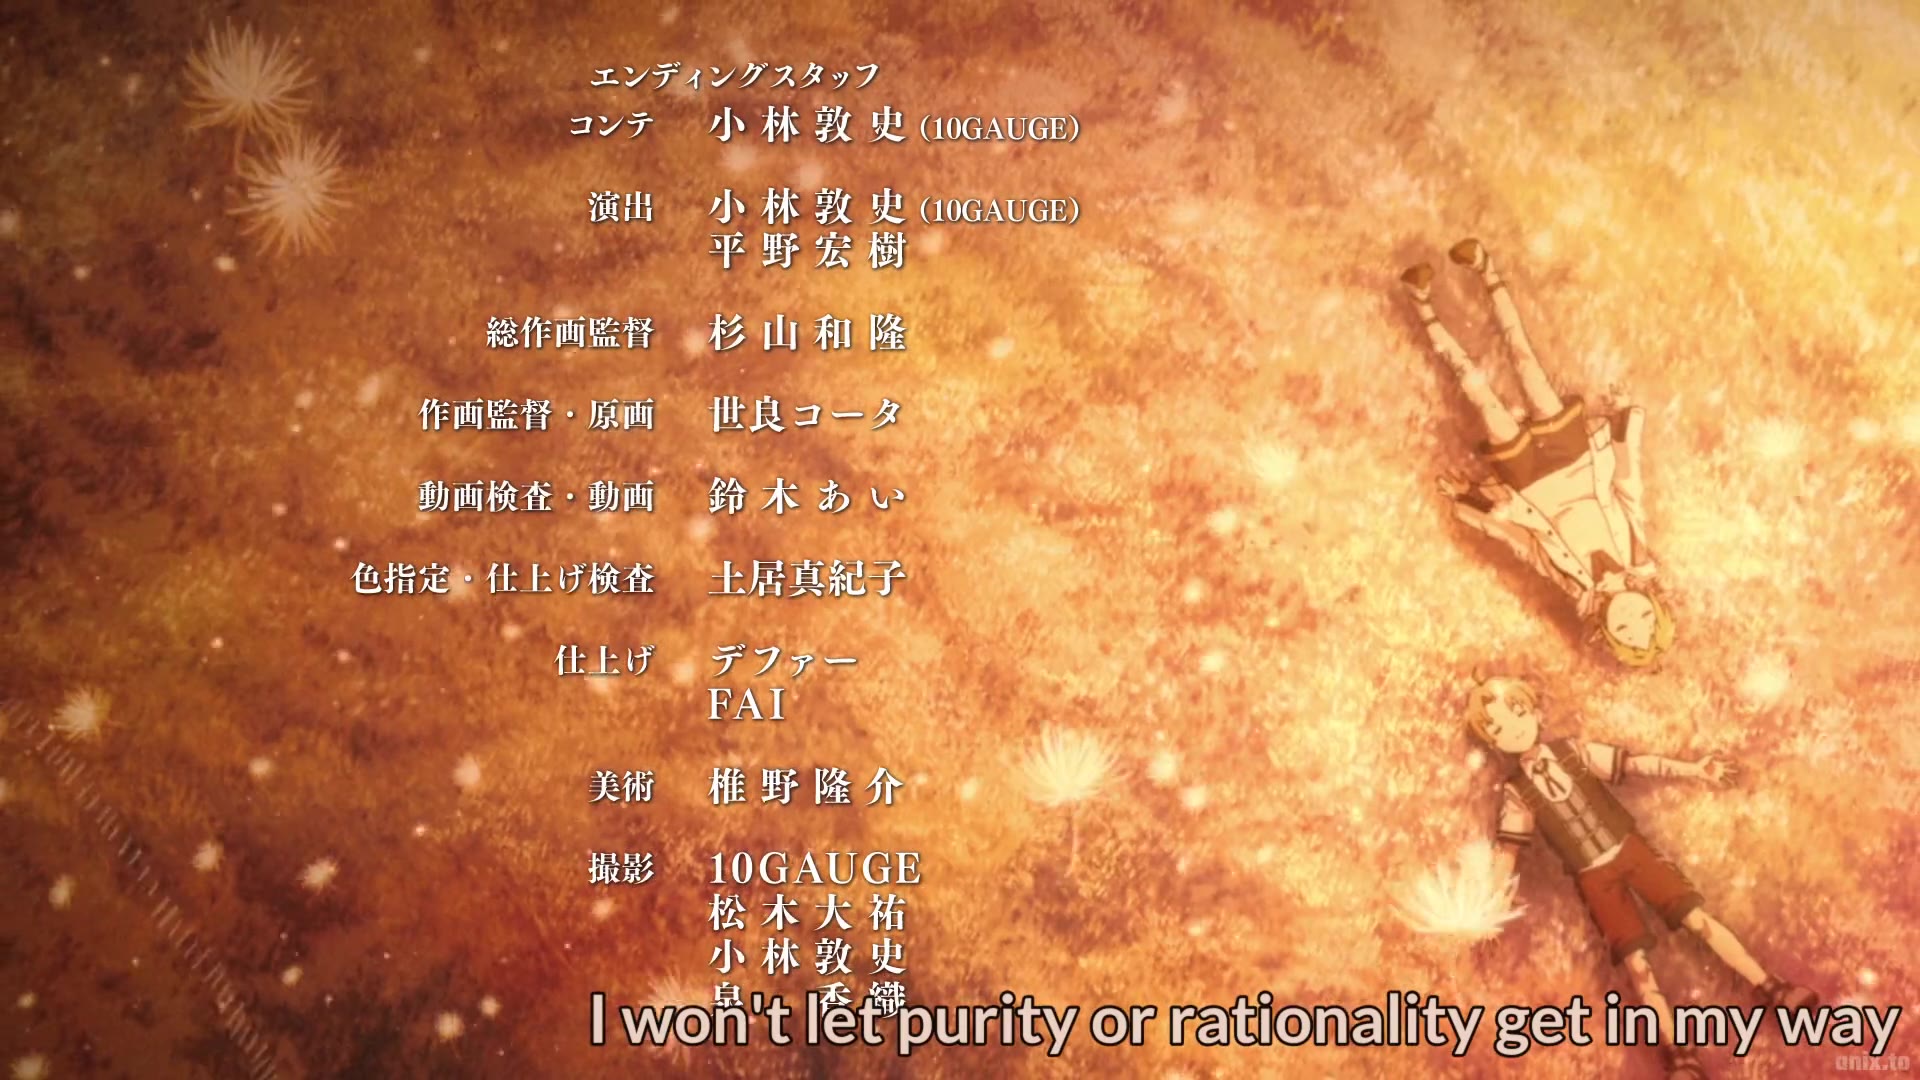 エンディングスタッフ
コンテ 小林敦史 (10GAUGE)
演出 小林敦史 (10GAUGE)
平野宏樹
総作画監督 杉山和隆
作画監督・原画 世良コータ
動画検査・動画 鈴木あい
色指定・仕上げ検査 土居真紀子
仕上げ デファー
FAI
美術 椎野隆介
撮影 10GAUGE
松木大祐
小林敦史
泉 香織
I won't let purity or rationality get in my way
anix.to